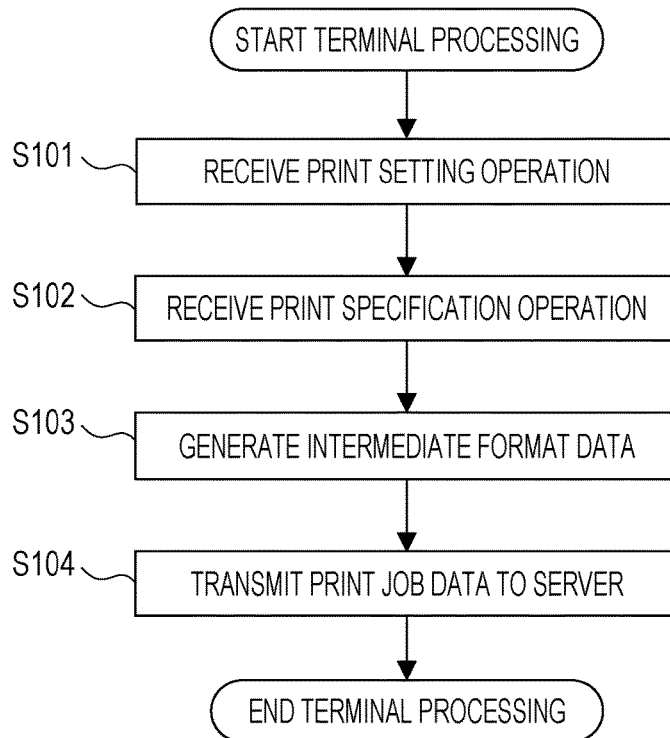 START TERMINAL PROCESSING
S101
RECEIVE PRINT SETTING OPERATION
S102
RECEIVE PRINT SPECIFICATION OPERATION
S103
GENERATE INTERMEDIATE FORMAT DATA
S104
TRANSMIT PRINT JOB DATA TO SERVER
END TERMINAL PROCESSING